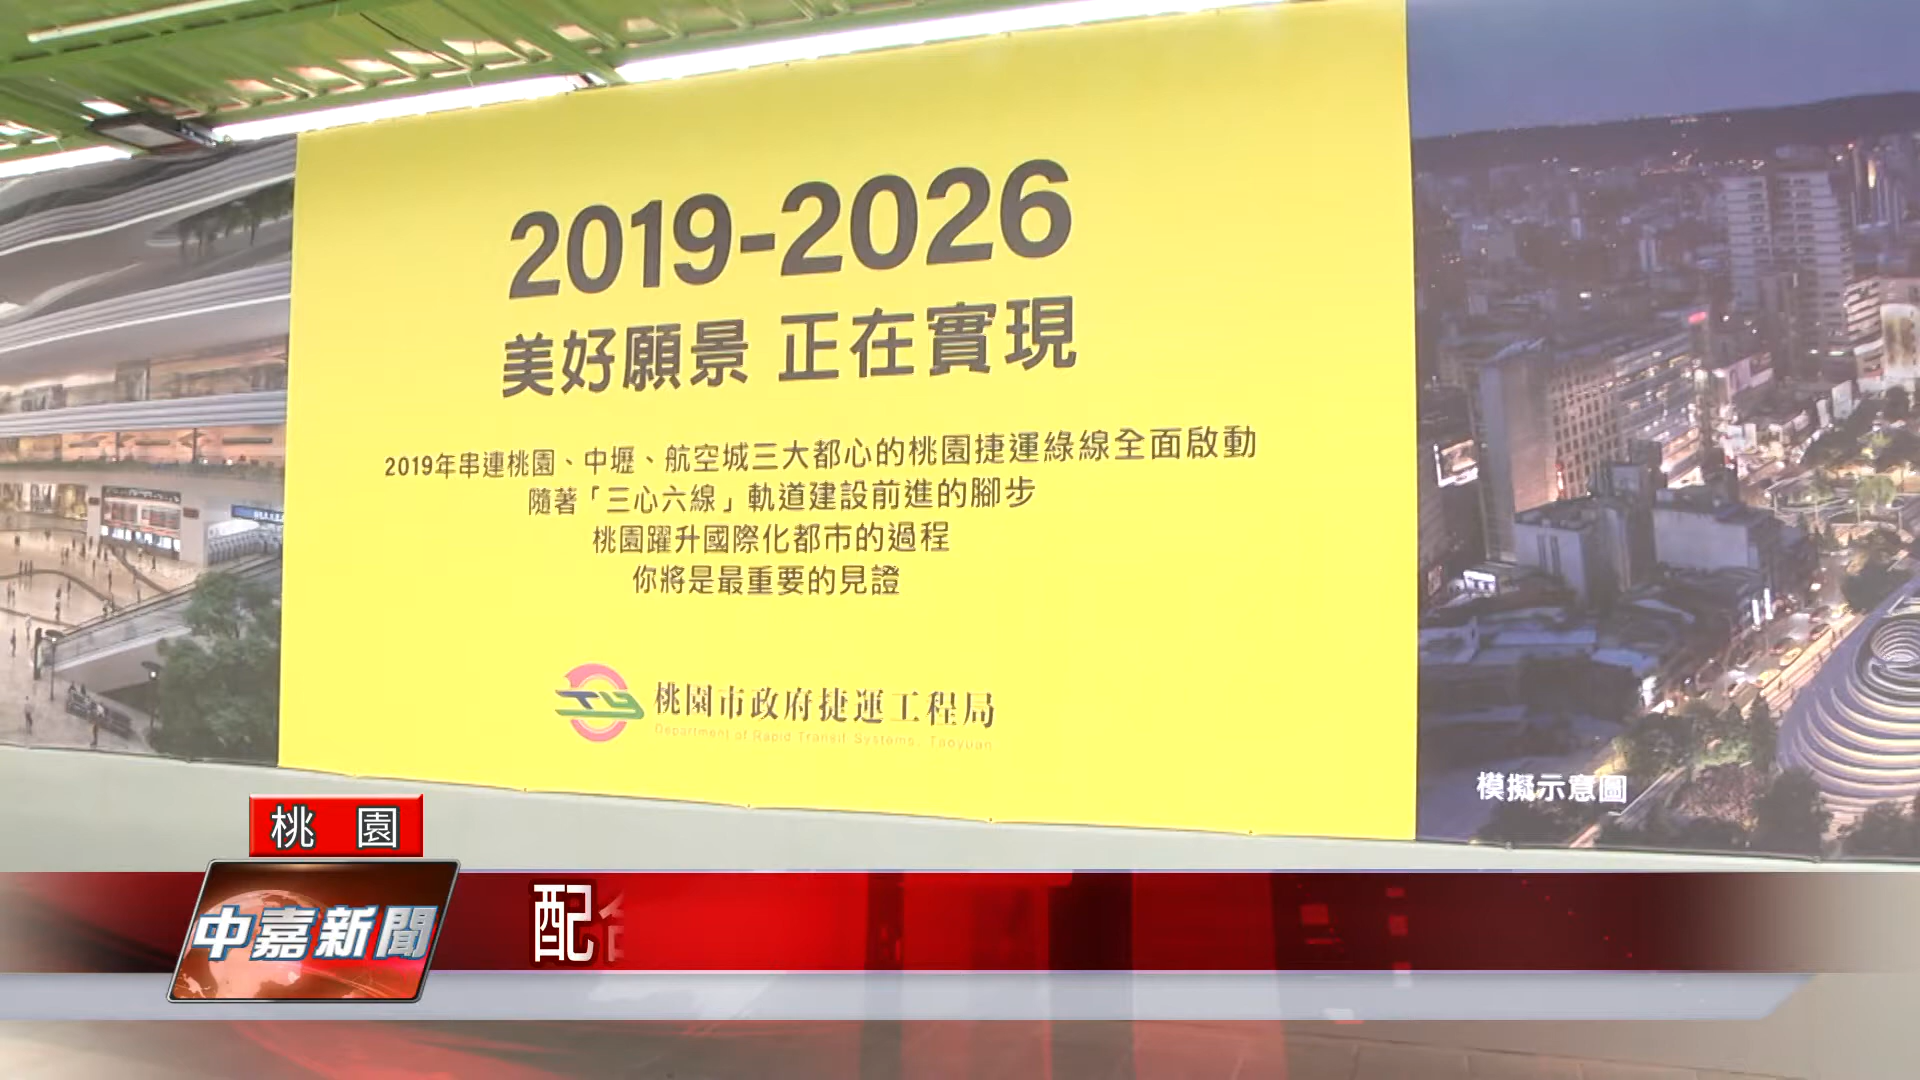 2019-2026
美好願景 正在實現
2019年串連桃園、中壢、航空城三大都心的桃園捷運綠線全面啟動
隨著「三心六線」軌道建設前進的腳步
桃園躍升國際化都市的過程
你將是最重要的見證
桃園市政府捷運工程局
Department of Rapid Transit Systems, Taoyuan
模擬示意圖
桃 園
中嘉新聞
配